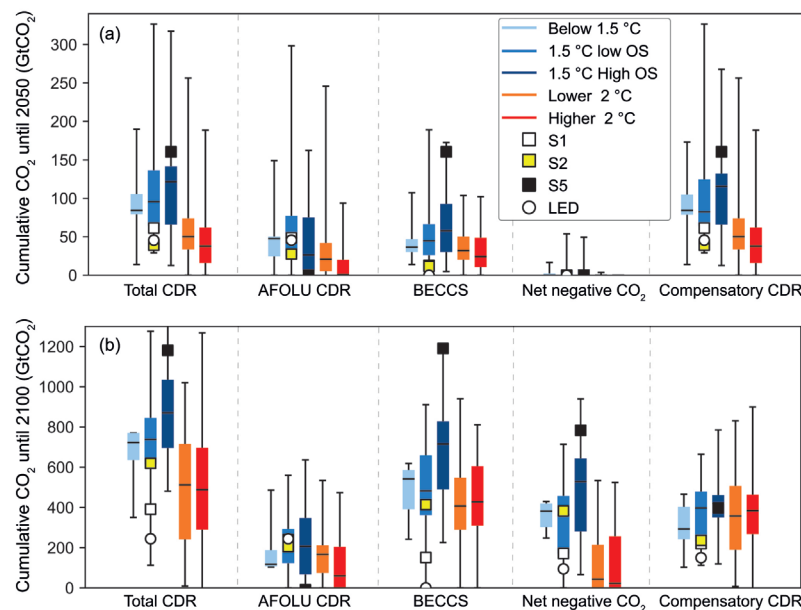 (a)
Cumulative CO₂ until 2050 (GtCO₂)
300
250
200
150
100
50
0
Below 1.5 °C
1.5 °C low OS
1.5 °C High OS
Lower 2 °C
Higher 2 °C
S1
S2
S5
LED
Total CDR
AFOLU CDR
BECCS
Net negative CO₂
Compensatory CDR
(b)
Cumulative CO₂ until 2100 (GtCO₂)
1200
1000
800
600
400
200
0
Total CDR
AFOLU CDR
BECCS
Net negative CO₂
Compensatory CDR